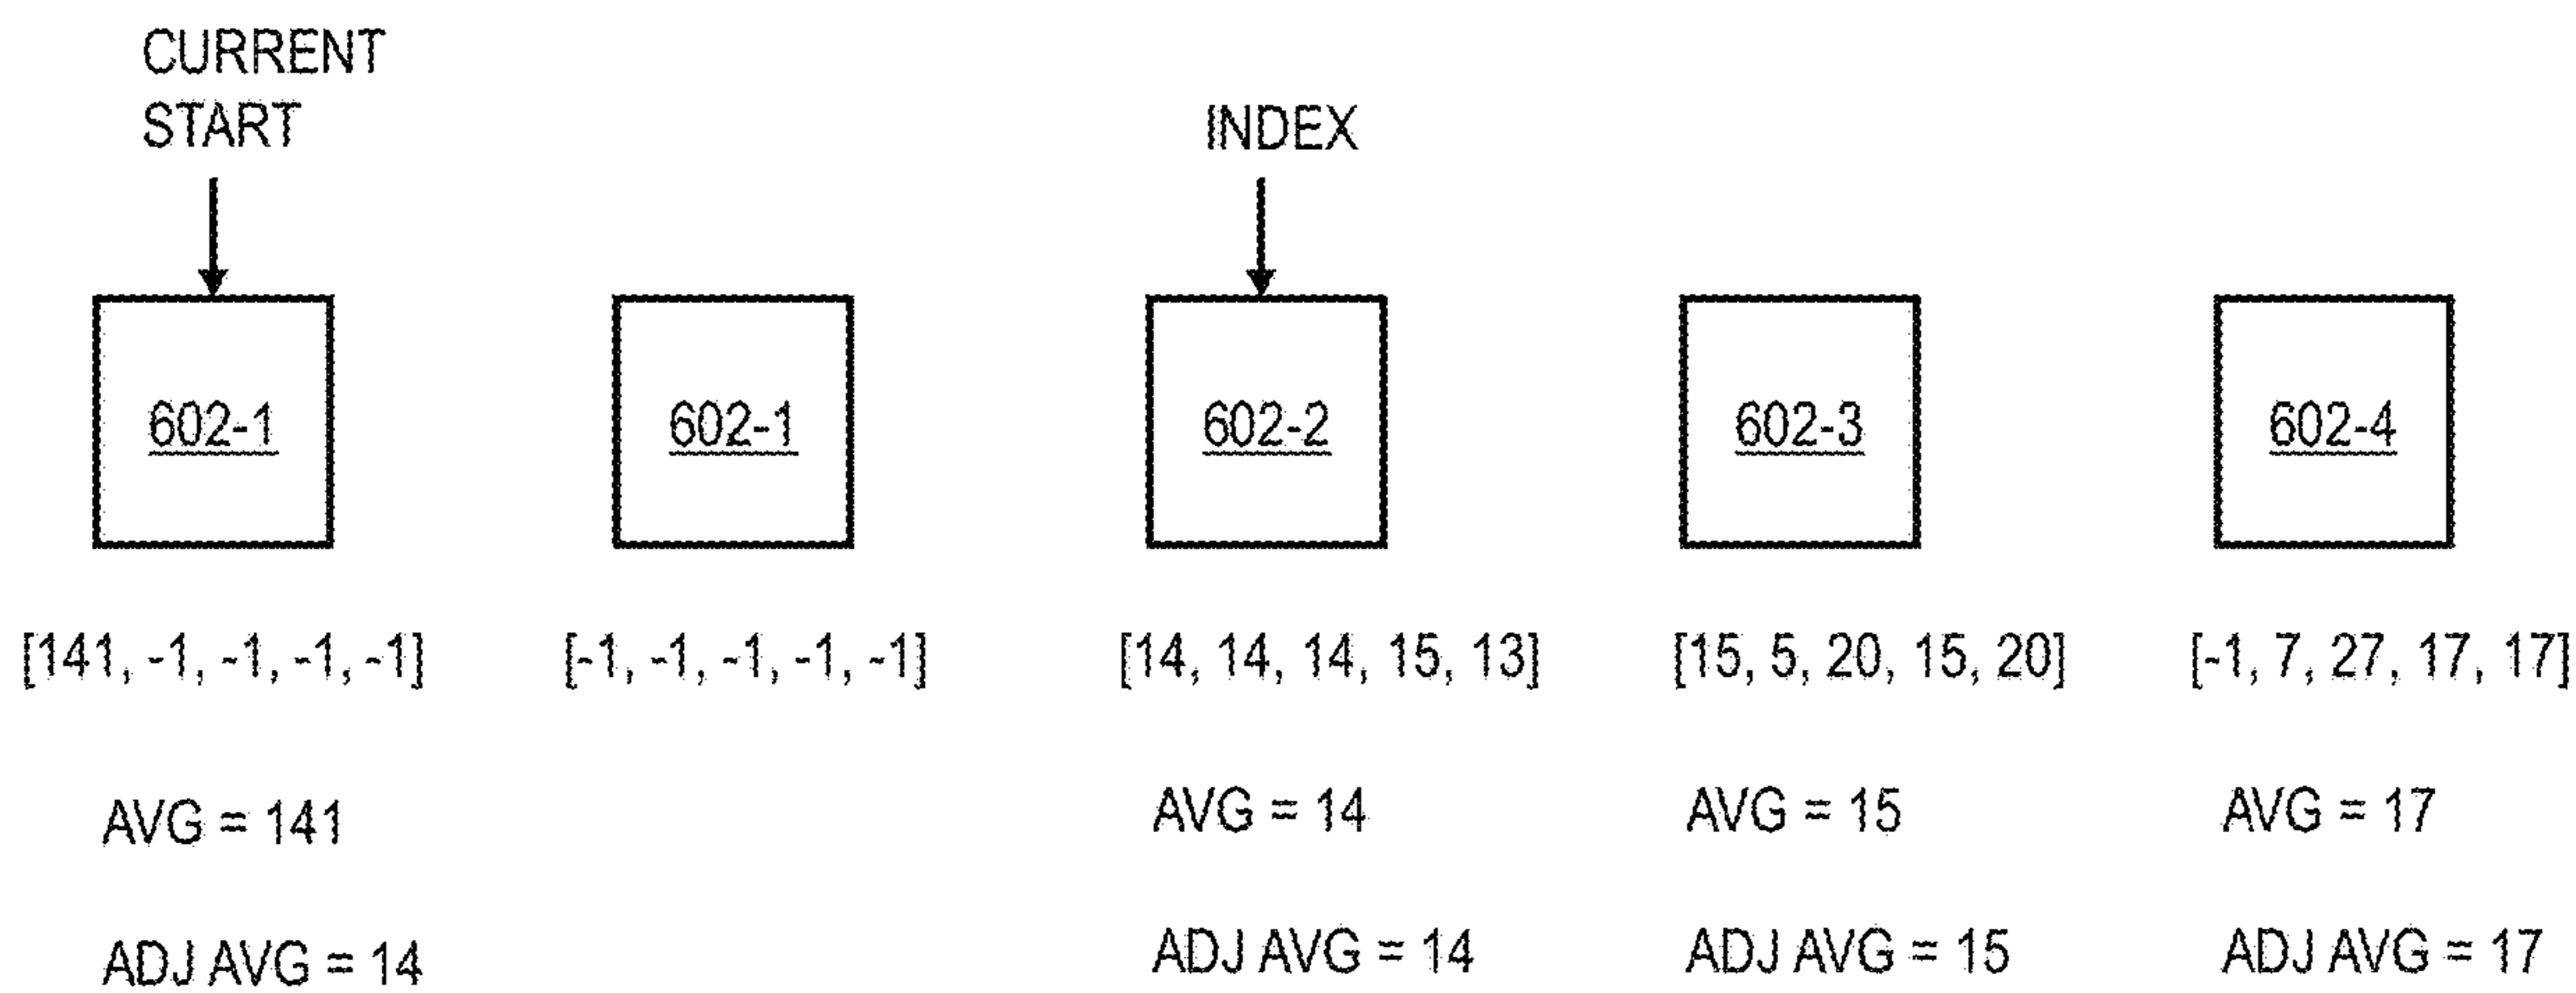 CURRENT
START
INDEX
602-1 602-1 602-2 602-3 602-4
[141, -1, -1, -1, -1] [-1, -1, -1, -1, -1] [14, 14, 14, 15, 13] [15, 5, 20, 15, 20] [-1, 7, 27, 17, 17]
AVG = 141 AVG = 14 AVG = 15 AVG = 17
ADJ AVG = 14 ADJ AVG = 14 ADJ AVG = 15 ADJ AVG = 17